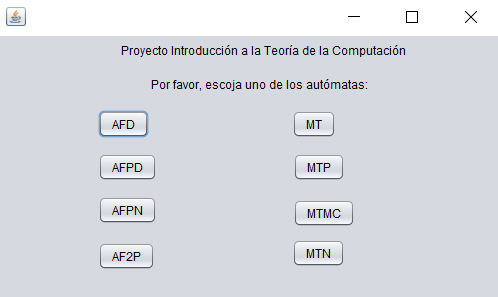 Proyecto Introducción a la Teoría de la Computación
Por favor, escoja uno de los autómatas:
AFD
MT
AFPD
MTP
AFPN
MTMC
AF2P
MTN